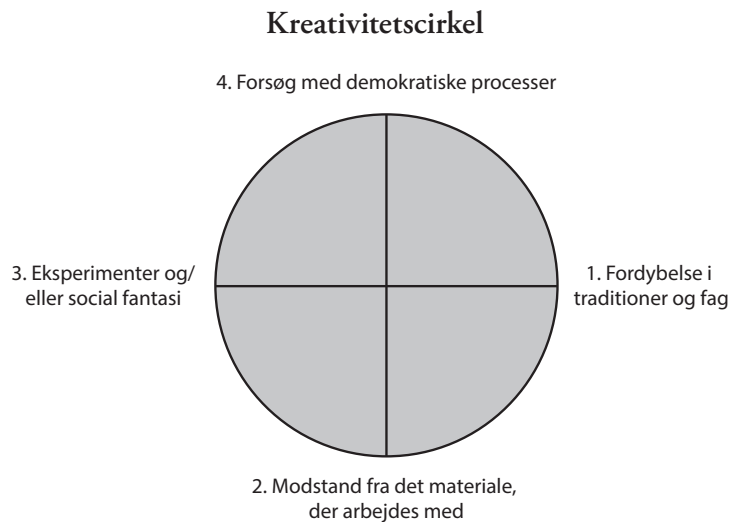 Kreativitetscirkel
4. Forsøg med demokratiske processer
3. Eksperimenter og/
eller social fantasi
1. Fordybelse i
traditioner og fag
2. Modstand fra det materiale,
der arbejdes med